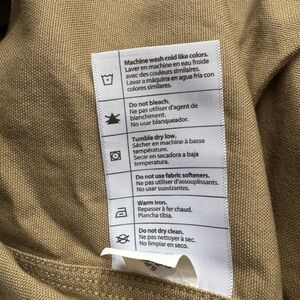 Machine wash cold like colors.
Laver en machine en eau froide
avec des couleurs similaires.
Lavar a máquina en agua fría con
colores similares.
Do not bleach.
Ne pas utiliser d'agent de
blanchiment.
No usar blanqueador.
Tumble dry low.
Sécher en machine à basse
température.
Secar en secadora a baja
temperatura.
Do not use fabric softeners.
Ne pas utiliser d'assouplissants.
No usar suavizantes.
Warm iron.
Repasser à fer chaud.
Plancha tibia.
Do not dry clean.
Ne pas nettoyer à sec.
No limpiar en seco.